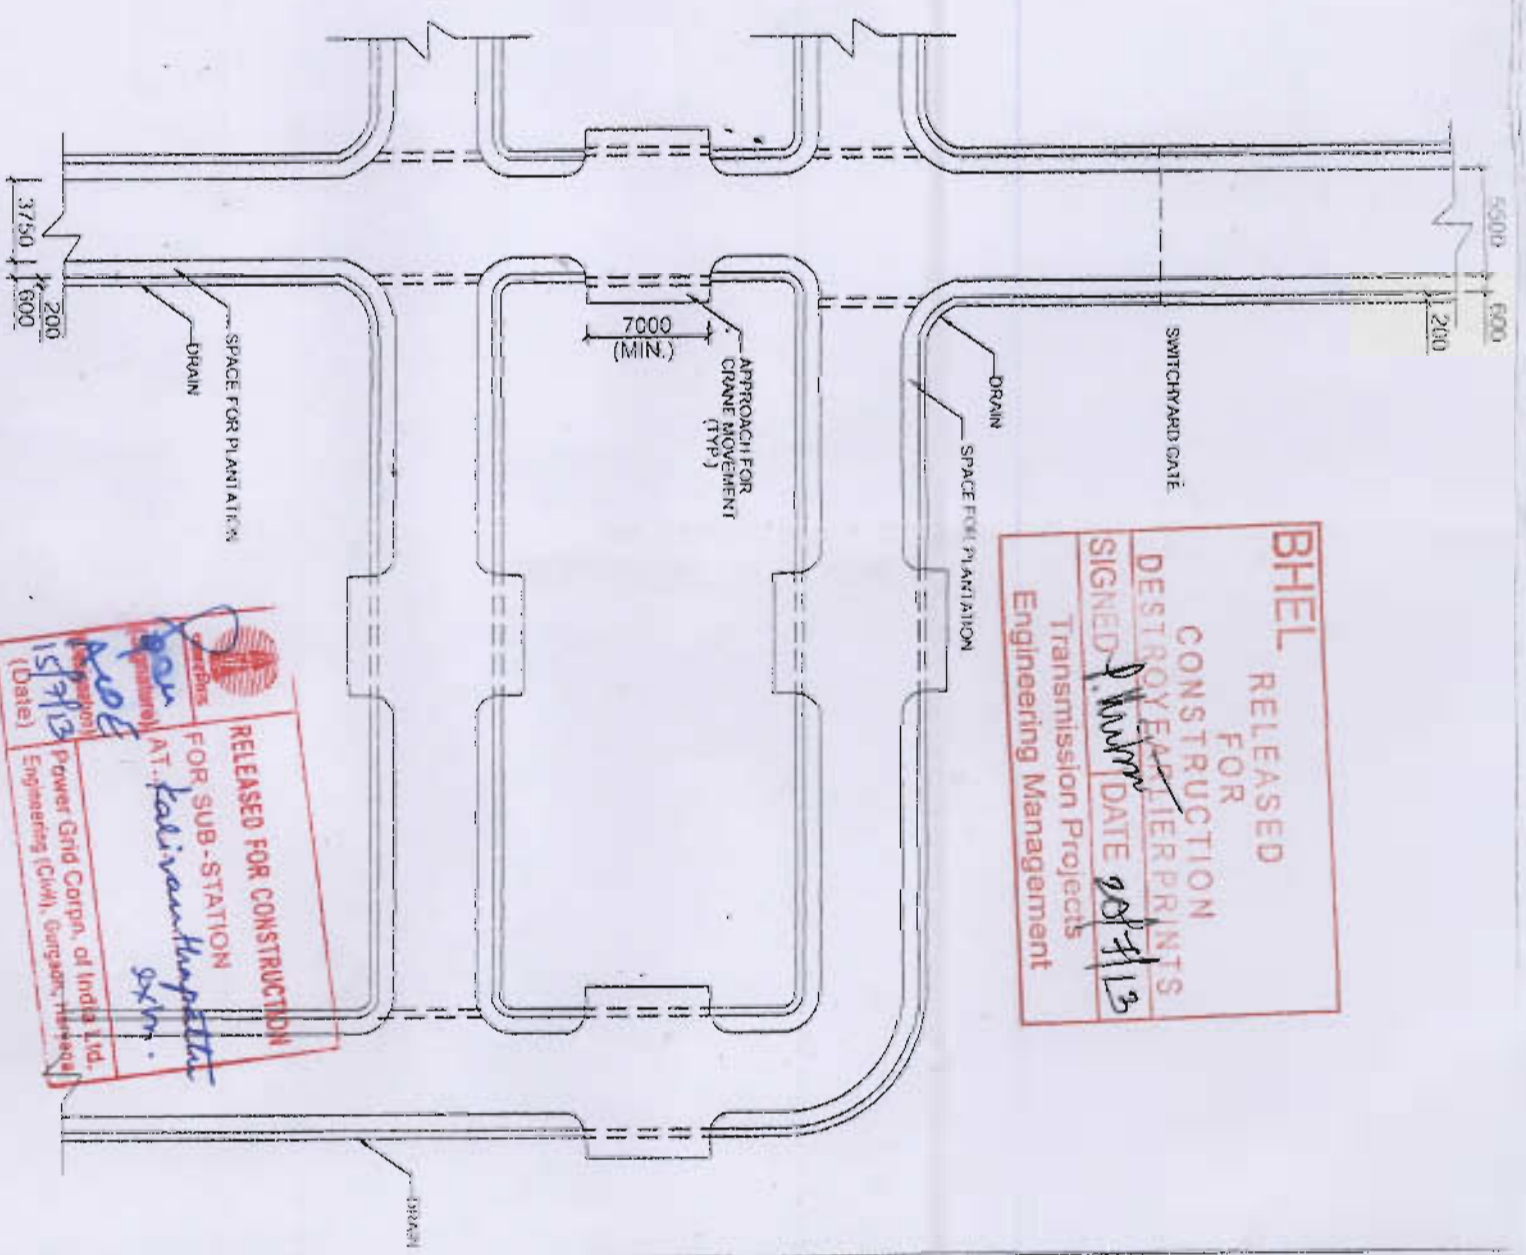 5500
600
200
SWITCHYARD GATE
DRAIN
SPACE FOR PLANTATION
APPROACH FOR
CRANE MOVEMENT
(TYP.)
7000
(MIN.)
3750
200
600
SPACE FOR PLANTATION
DRAIN
DRAIN
BHEL
RELEASED
FOR
CONSTRUCTION
DESTROY EARLIER PRINTS
SIGNED DATE 20/7/13
Transmission Projects
Engineering Management
RELEASED FOR CONSTRUCTION
FOR SUB-STATION
AT. Kalivanthapattu
extn.
(Signature)
15/7/13
(Date)
Power Grid Corpn. of India Ltd.
Engineering (Civil), Gurgaon, Haryana